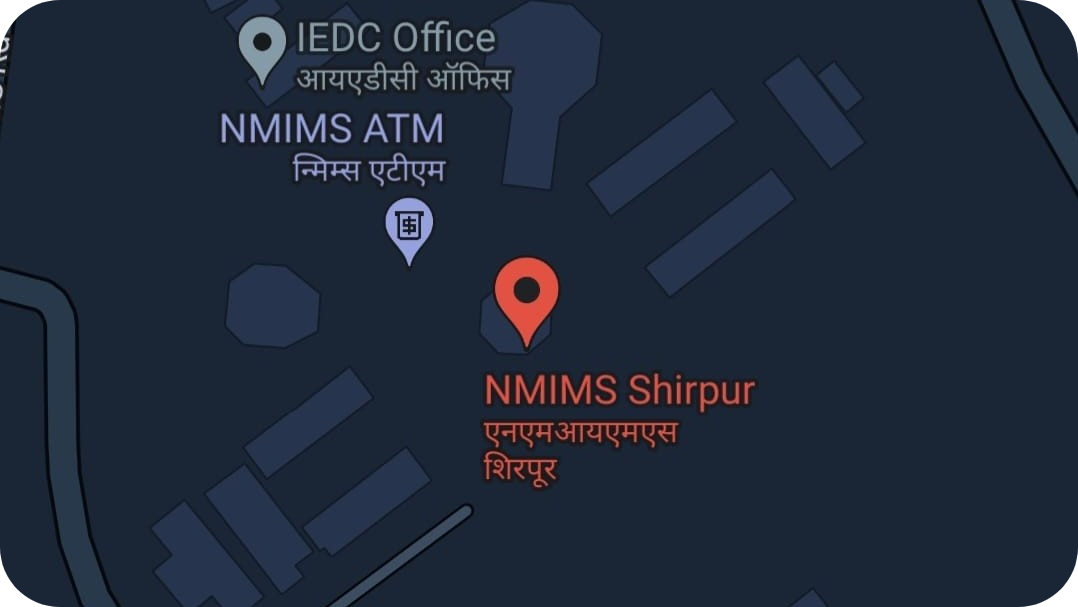 IEDC Office
आयएडीसी ऑफिस
NMIMS ATM
न्मिम्स एटीएम
NMIMS Shirpur
एनएमआयएमएस
शिरपूर